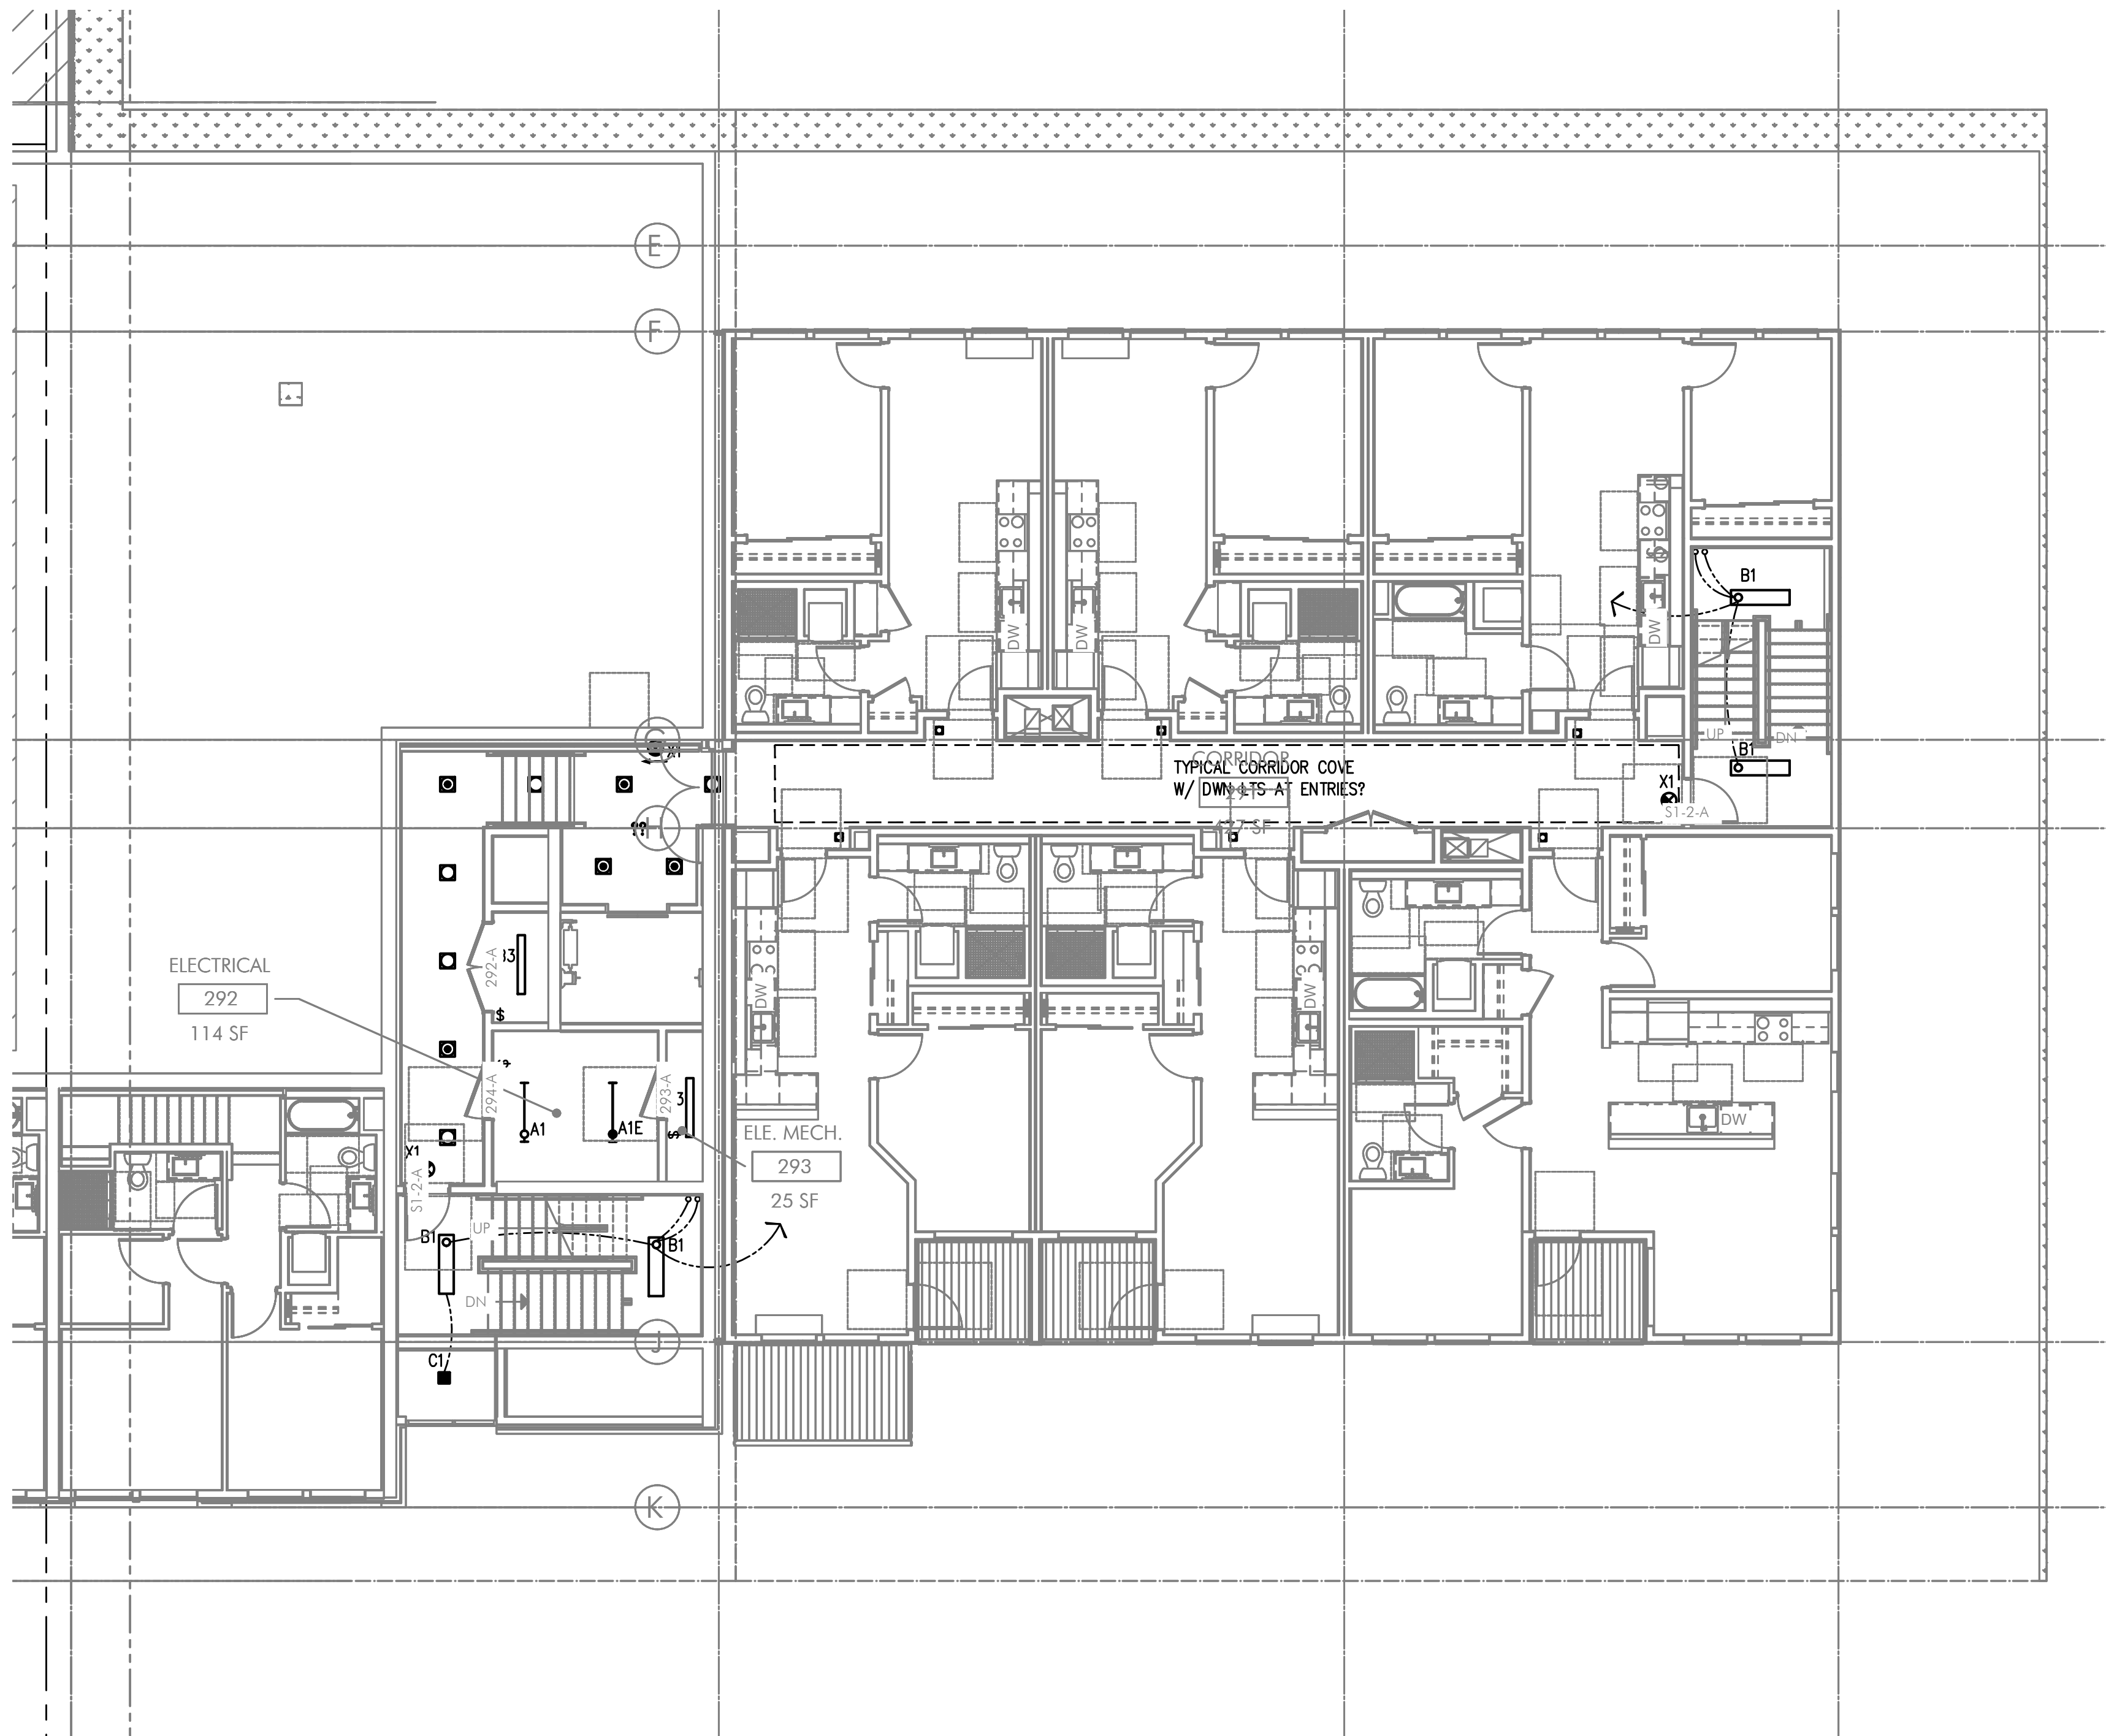 E
F
DW
DW
DW
B1
UP
DN
B1
G
CORRIDOR
TYPICAL CORRIDOR COVE
W/ DWN LTS AT ENTRIES?
291
X1
S1-2-A
H
ELECTRICAL
292
114 SF
292-A
$
DW
DW
294-A
293-A
A1
A1E
ELE. MECH.
293
25 SF
DW
X1
S1-2-A
UP
B1
B1
DN
J
C1
K